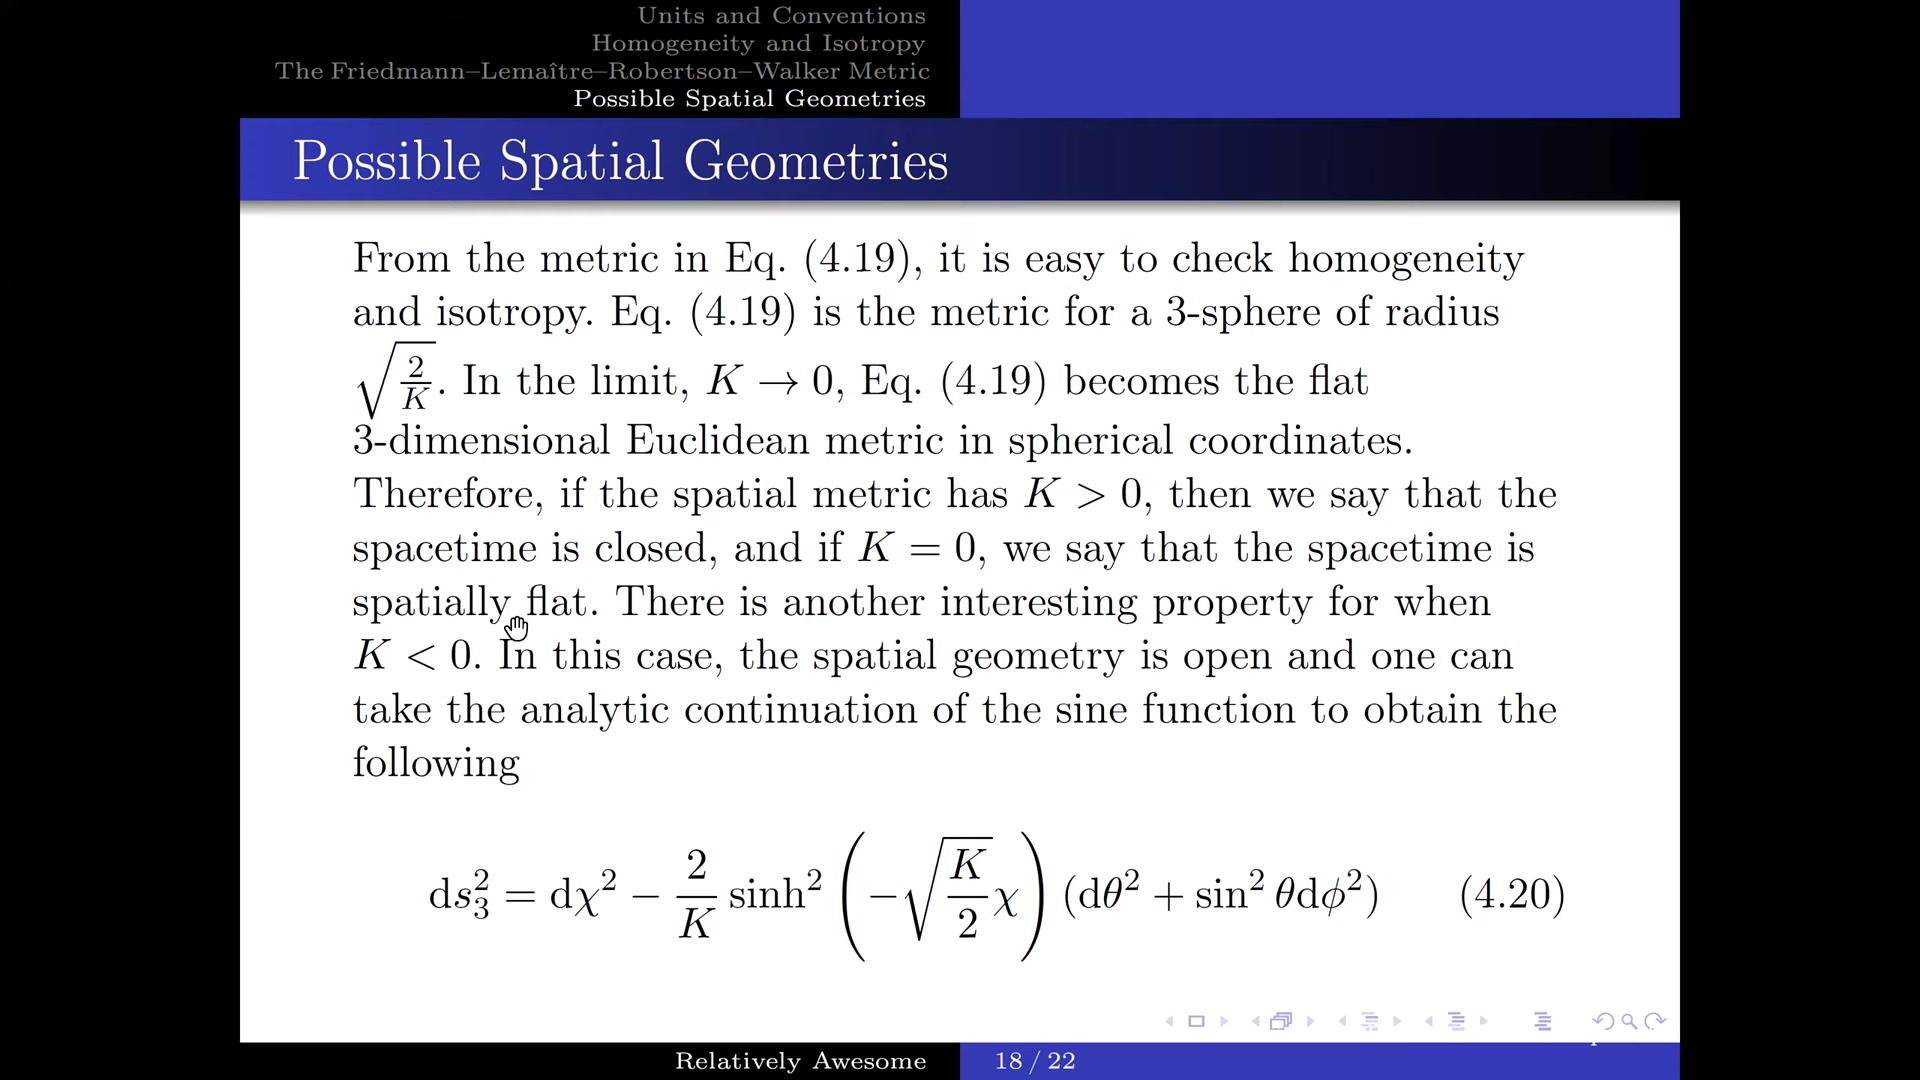 Units and Conventions
Homogeneity and Isotropy
The Friedmann–Lemaître–Robertson–Walker Metric
Possible Spatial Geometries
Possible Spatial Geometries
From the metric in Eq. (4.19), it is easy to check homogeneity
and isotropy. Eq. (4.19) is the metric for a 3-sphere of radius
√(2/K). In the limit, K → 0, Eq. (4.19) becomes the flat
3-dimensional Euclidean metric in spherical coordinates.
Therefore, if the spatial metric has K > 0, then we say that the
spacetime is closed, and if K = 0, we say that the spacetime is
spatially flat. There is another interesting property for when
K < 0. In this case, the spatial geometry is open and one can
take the analytic continuation of the sine function to obtain the
following
ds₃² = dχ² − 2/K sinh² (−√(K/2) χ) (dθ² + sin² θdϕ²) (4.20)
Relatively Awesome 18 / 22